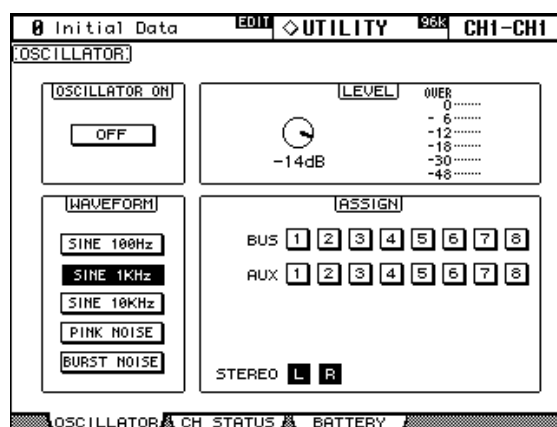 0 Initial Data EDIT ◇UTILITY 96K CH1-CH1
OSCILLATOR
OSCILLATOR ON
OFF
LEVEL
-14dB
OVER
0
- 6
-12
-18
-30
-48
WAVEFORM
SINE 100Hz
SINE 1KHz
SINE 10KHz
PINK NOISE
BURST NOISE
ASSIGN
BUS 1 2 3 4 5 6 7 8
AUX 1 2 3 4 5 6 7 8
STEREO L R
OSCILLATOR CH STATUS BATTERY